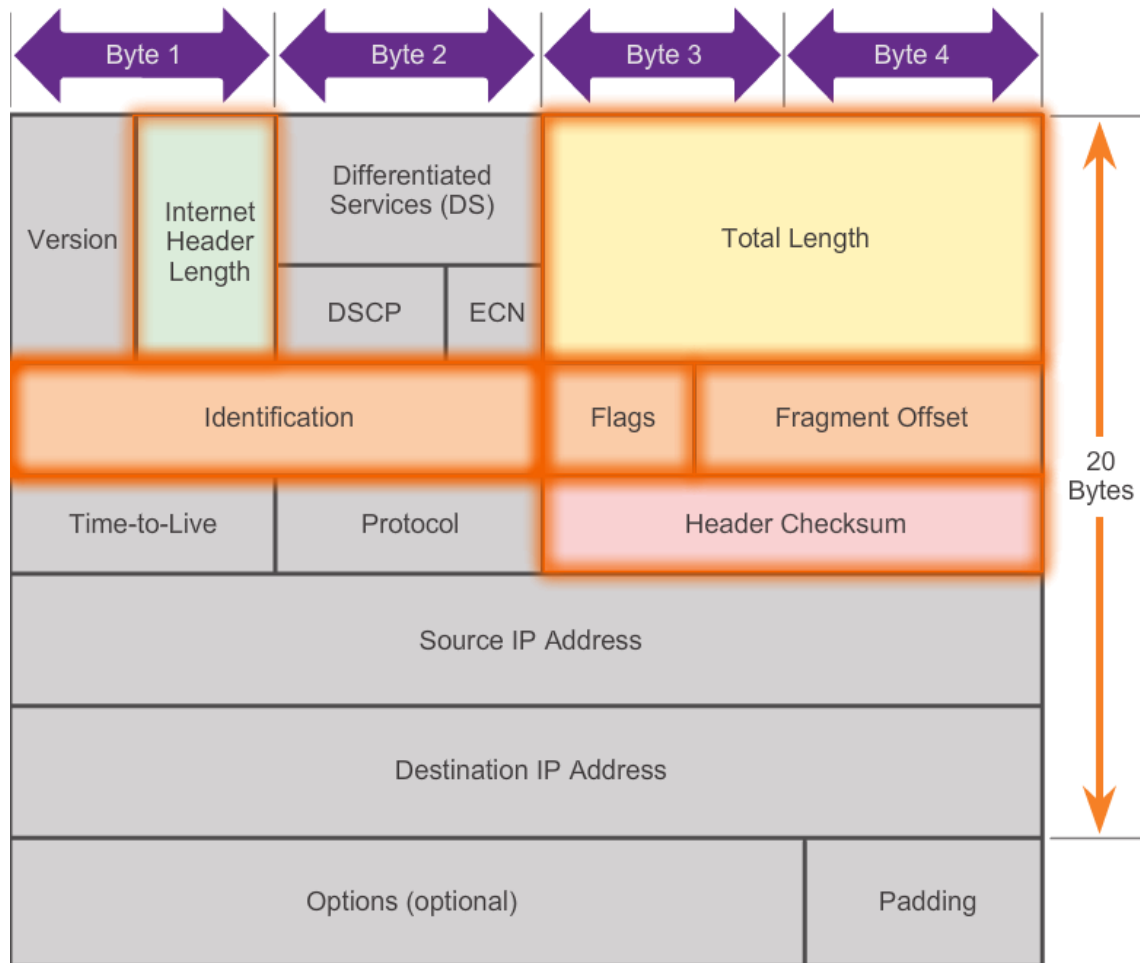 Byte 1
Byte 2
Byte 3
Byte 4
Version
Internet
Header
Length
Differentiated
Services (DS)
DSCP
ECN
Total Length
Identification
Flags
Fragment Offset
20
Bytes
Time-to-Live
Protocol
Header Checksum
Source IP Address
Destination IP Address
Options (optional)
Padding